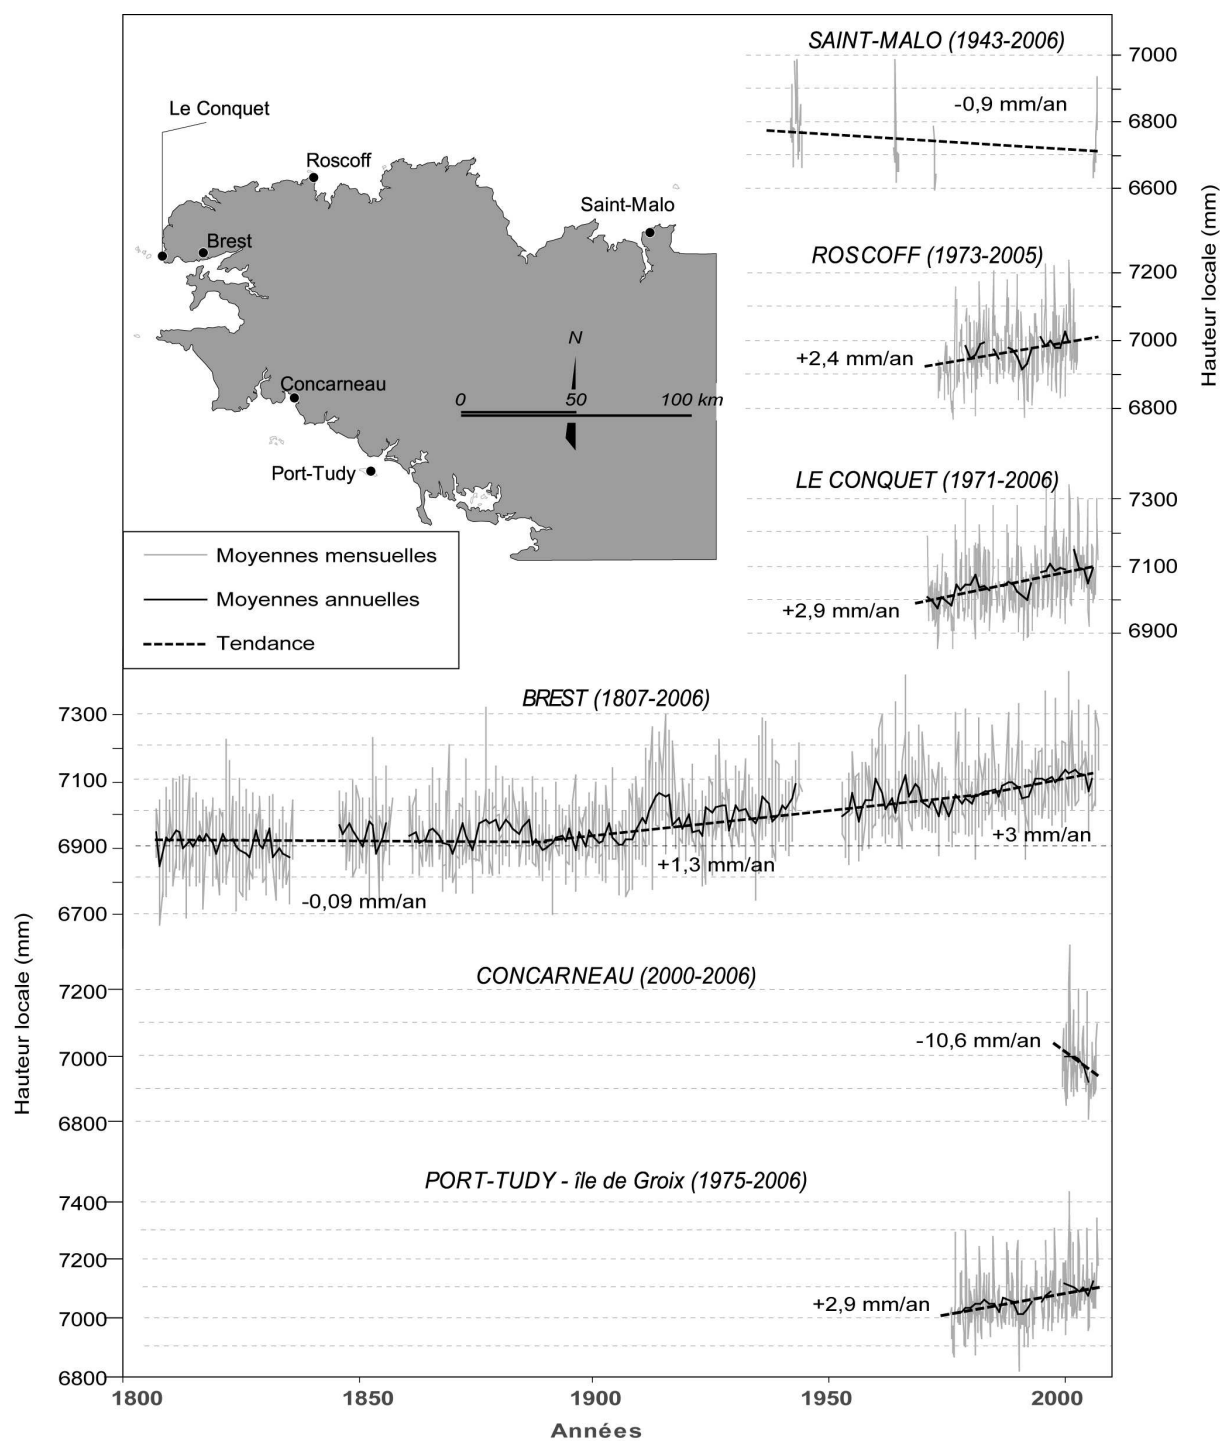 SAINT-MALO (1943-2006)
7000
-0,9 mm/an
6800
6600
Hauteur locale (mm)
Le Conquet
Roscoff
Saint-Malo
Brest
Concarneau
Port-Tudy
N
0 50 100 km
ROSCOFF (1973-2005)
7200
7000
+2,4 mm/an
6800
LE CONQUET (1971-2006)
7300
7100
+2,9 mm/an
6900
Moyennes mensuelles
Moyennes annuelles
Tendance
BREST (1807-2006)
7300
7100
6900
6700
-0,09 mm/an
+1,3 mm/an
+3 mm/an
Hauteur locale (mm)
CONCARNEAU (2000-2006)
7200
7000
6800
-10,6 mm/an
PORT-TUDY - île de Groix (1975-2006)
7400
7200
7000
6800
+2,9 mm/an
1800 1850 1900 1950 2000
Années